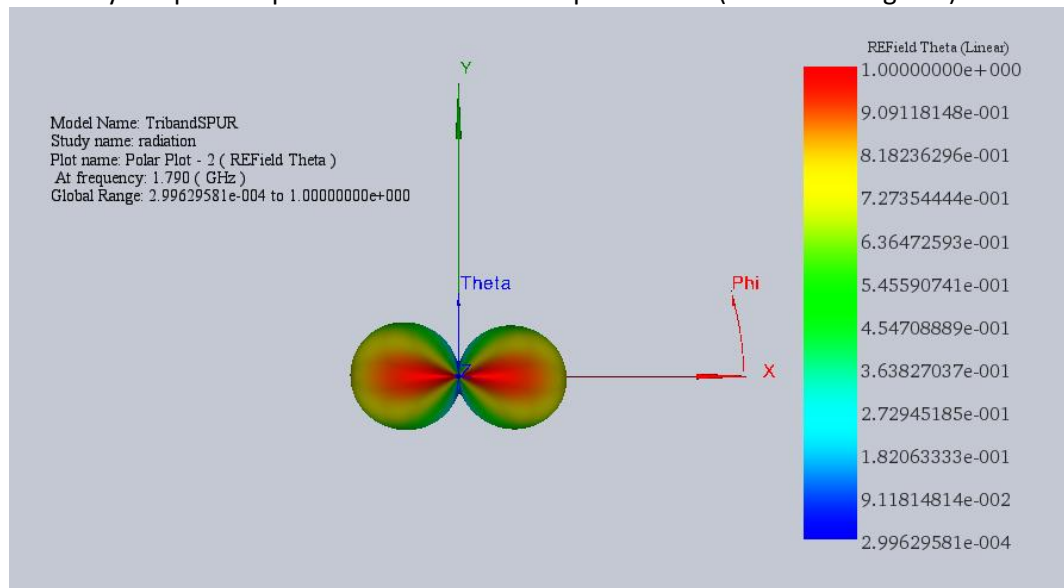 REField Theta (Linear)
1.00000000e+000
9.09118148e-001
8.18236296e-001
7.27354444e-001
6.36472593e-001
5.45590741e-001
4.54708889e-001
3.63827037e-001
2.72945185e-001
1.82063333e-001
9.11814814e-002
2.99629581e-004
Model Name: TribandSPUR
Study name: radiation
Plot name: Polar Plot - 2 ( REField Theta )
At frequency: 1.790 ( GHz )
Global Range: 2.99629581e-004 to 1.00000000e+000
Y
Theta
Phi
Z
X